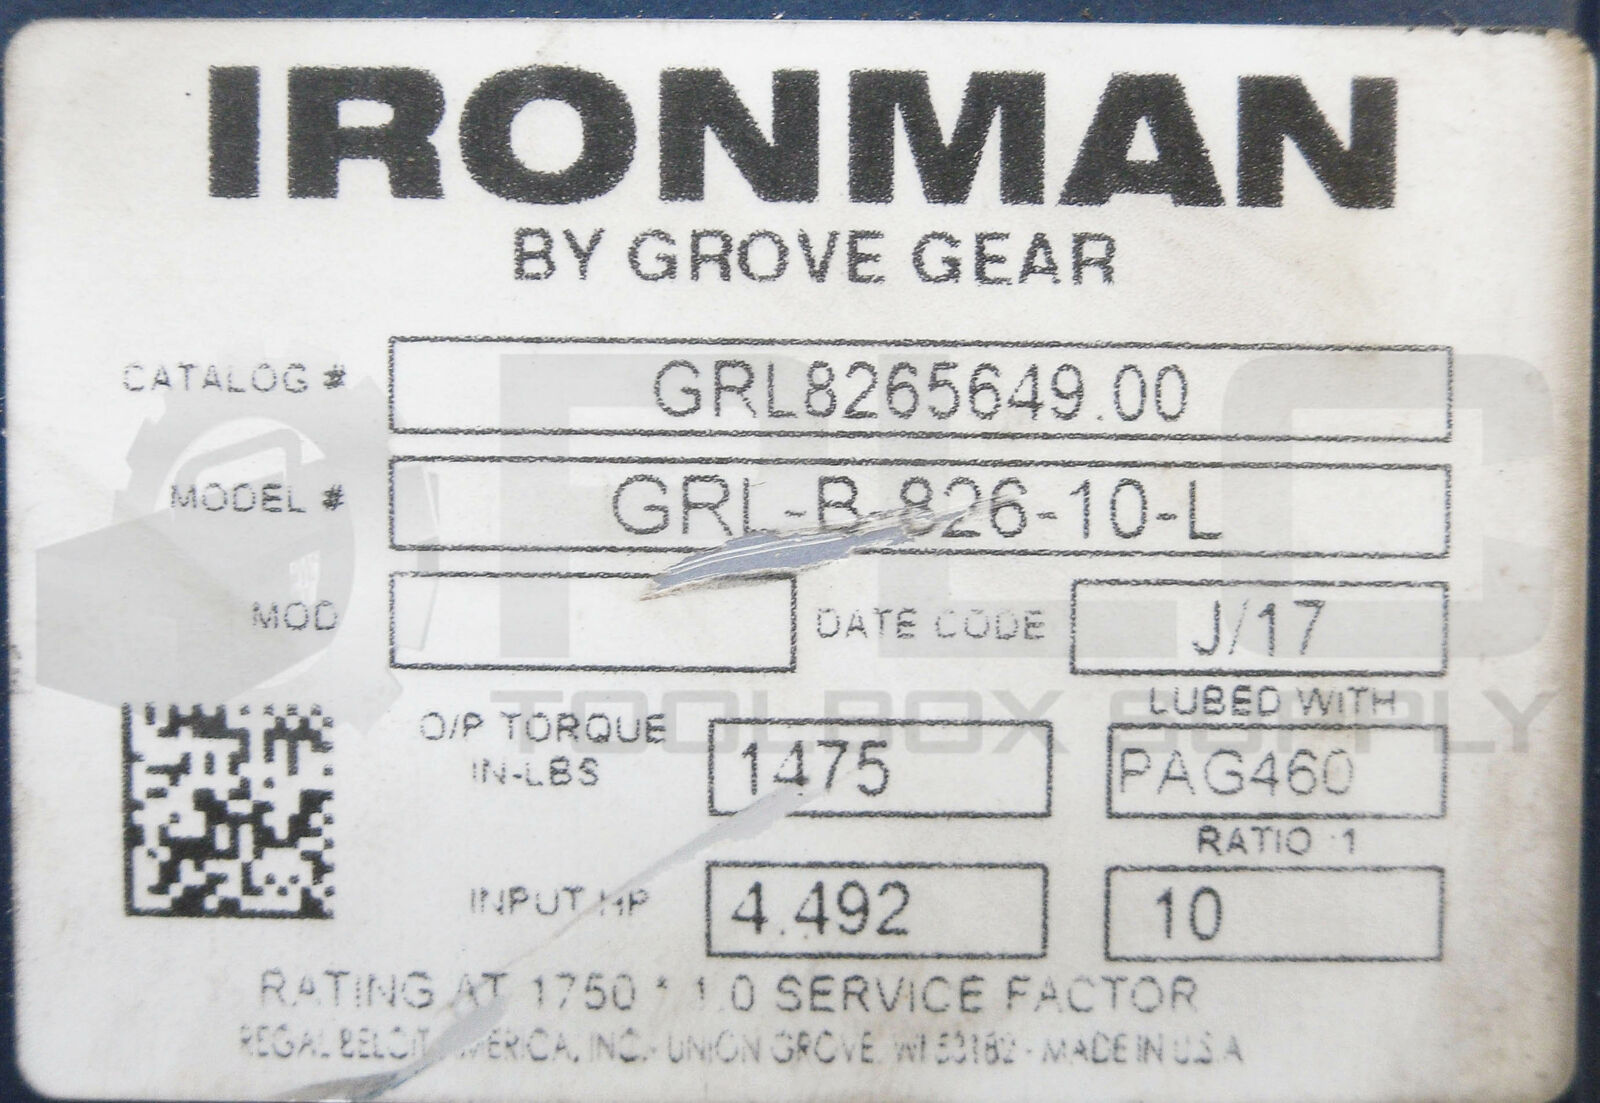 IRONMAN
BY GROVE GEAR
CATALOG # GRL8265649.00
MODEL # GRL-B-826-10-L
MOD DATE CODE J/17
LUBED WITH
O/P TORQUE
IN-LBS 1475 PAG460
RATIO :1
INPUT HP 4.492 10
RATING AT 1750 * 1.0 SERVICE FACTOR
REGAL BELOIT AMERICA, INC.- UNION GROVE, WI 53182 - MADE IN U.S.A
PLC
TOOLBOX SUPPLY